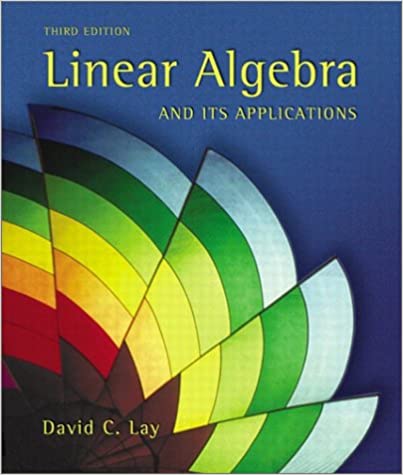 THIRD EDITION
Linear Algebra
AND ITS APPLICATIONS
David C. Lay